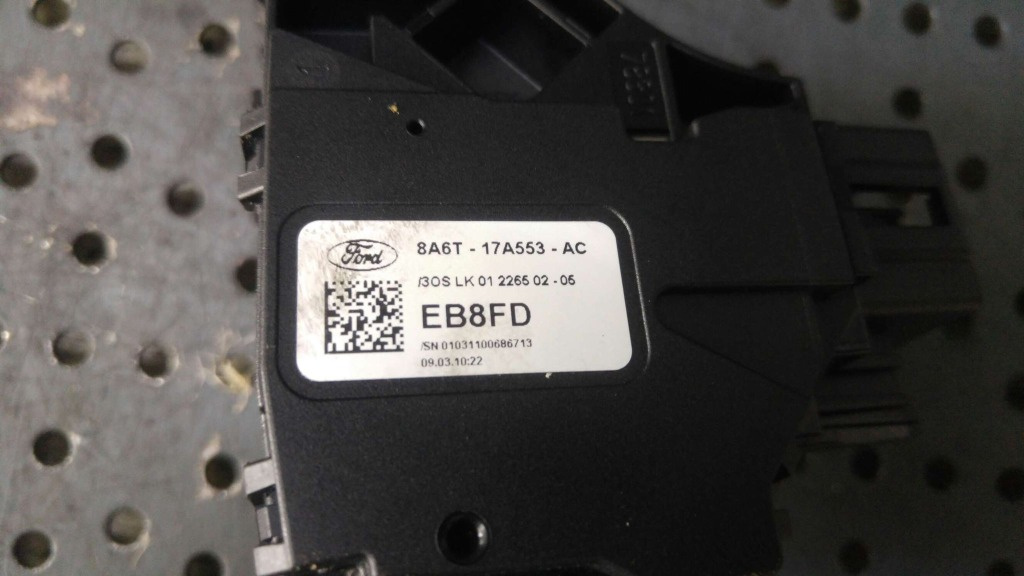 Ford
8A6T - 17A553 - AC
/3OS LK 01 2265 02 - 05
EB8FD
/SN 01031100686713
09.03.10:22